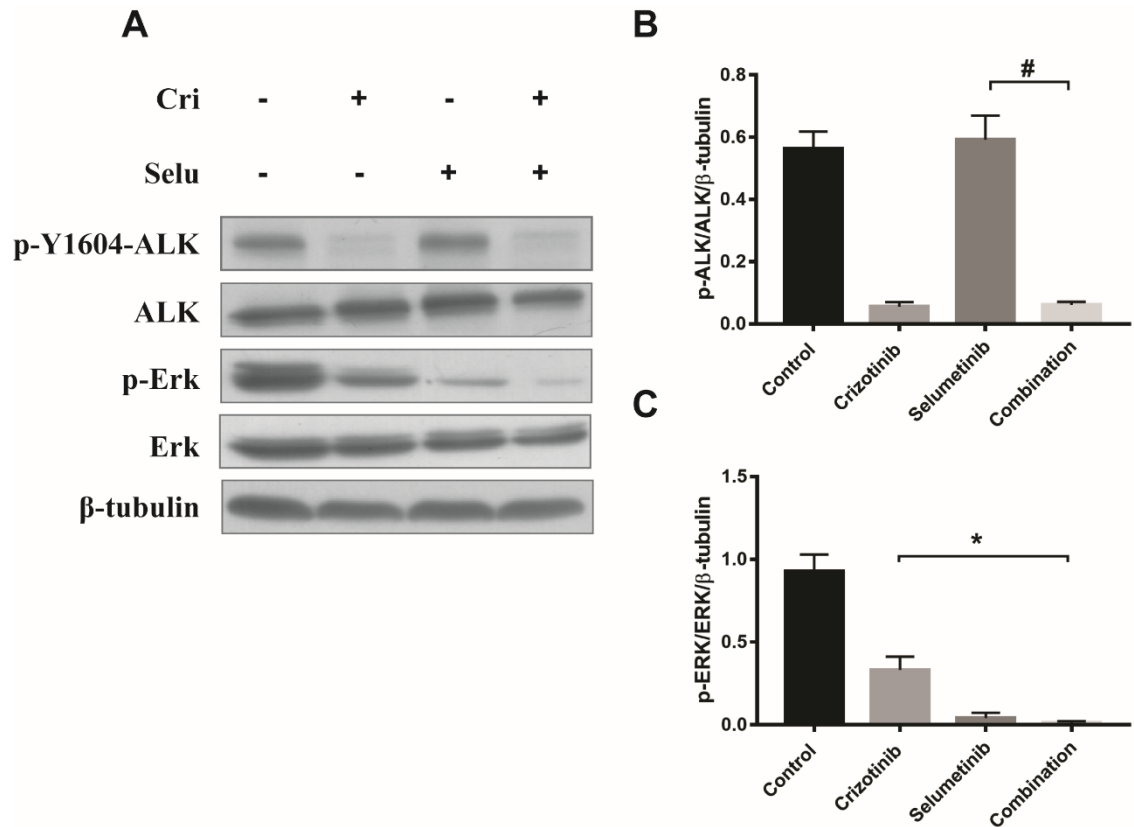 A
Cri - + - +
Selu - - + +
p-Y1604-ALK
ALK
p-Erk
Erk
β-tubulin
B
p-ALK/ALK/β-tubulin
0.8
0.6
0.4
0.2
0.0
#
Control
Crizotinib
Selumetinib
Combination
C
p-ERK/ERK/β-tubulin
1.5
1.0
0.5
0.0
*
Control
Crizotinib
Selumetinib
Combination